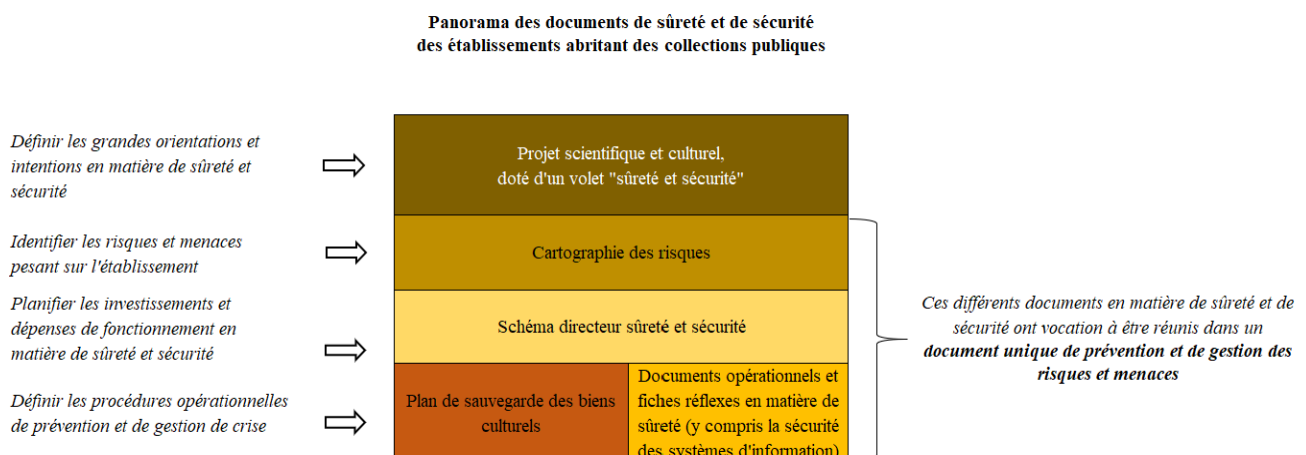 Panorama des documents de sûreté et de sécurité
des établissements abritant des collections publiques
Définir les grandes orientations et
intentions en matière de sûreté et
sécurité
Projet scientifique et culturel,
doté d'un volet "sûreté et sécurité"
Identifier les risques et menaces
pesant sur l'établissement
Cartographie des risques
Planifier les investissements et
dépenses de fonctionnement en
matière de sûreté et sécurité
Schéma directeur sûreté et sécurité
Définir les procédures opérationnelles
de prévention et de gestion de crise
Plan de sauvegarde des biens
culturels
Documents opérationnels et
fiches réflexes en matière de
sûreté (y compris la sécurité
des systèmes d'information)
Ces différents documents en matière de sûreté et de
sécurité ont vocation à être réunis dans un
document unique de prévention et de gestion des
risques et menaces